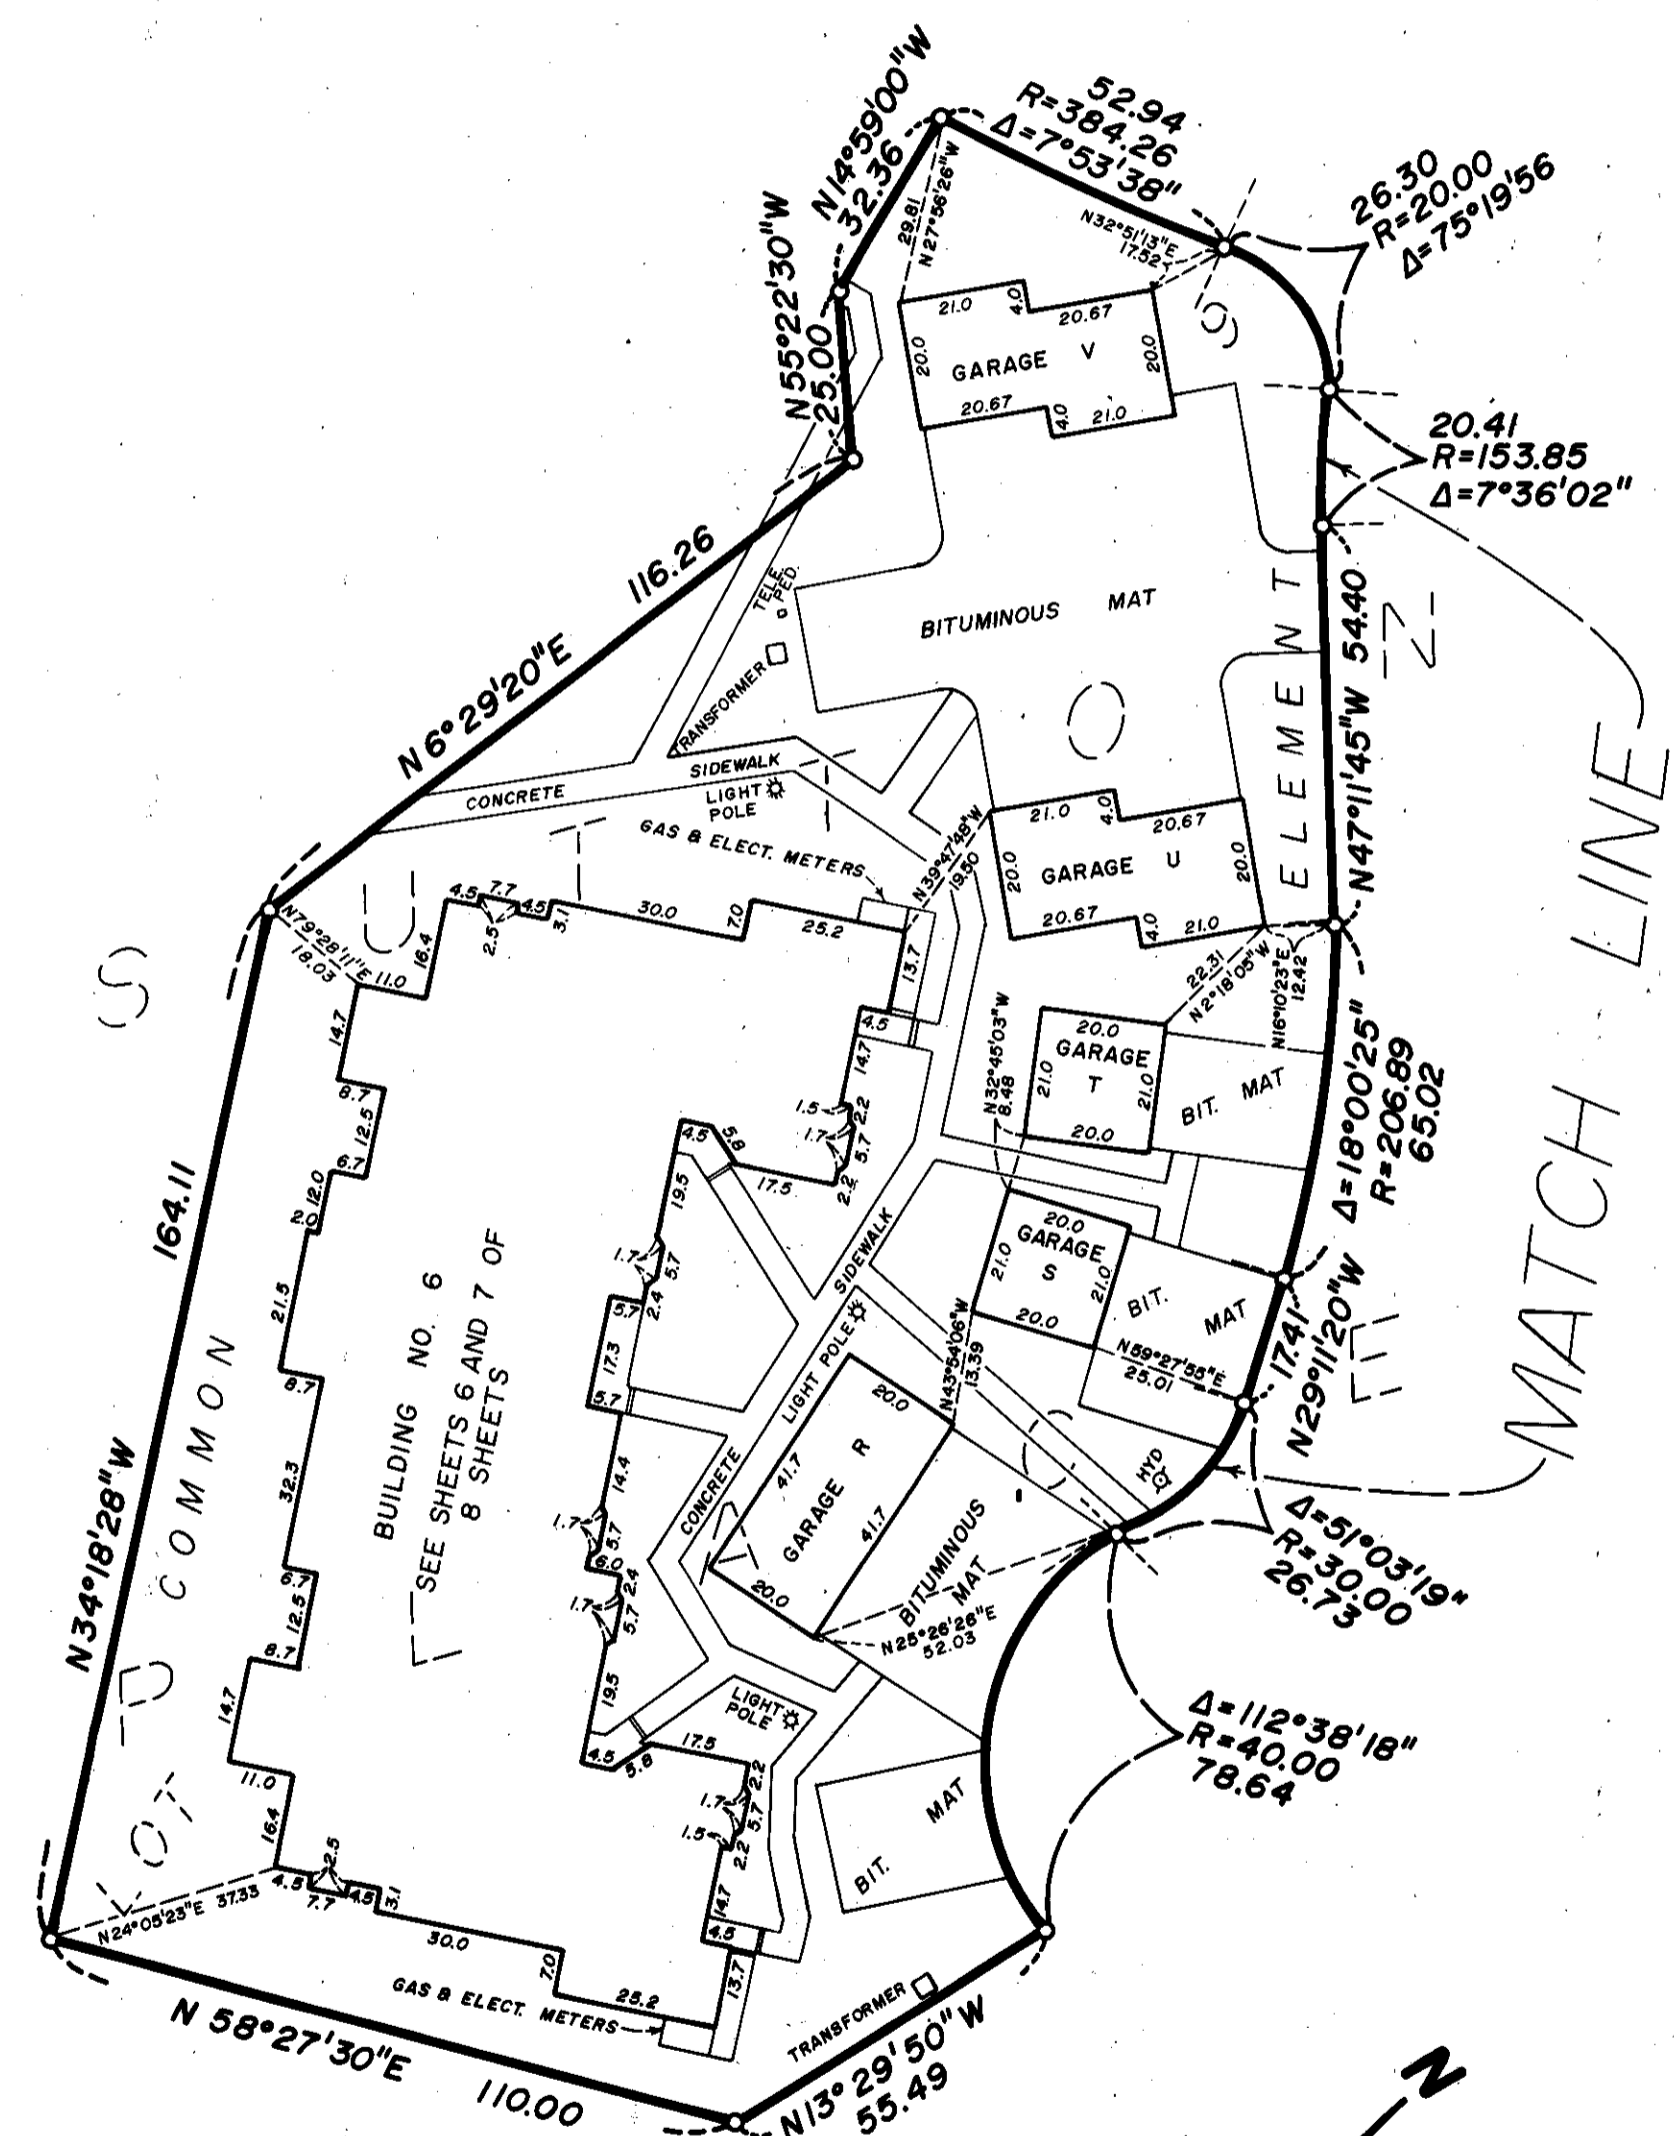 N14°59'00"W
32.36
52.94
R=384.26
Δ=7°53'38"
26.30
R=20.00
Δ=75°19'56
N55°22'30"W
25.00
29.81
N27°56'26"W
N32°51'13"E
17.52
21.0
4.0
20.67
20.0
GARAGE V
20.0
20.67
4.0
21.0
9
20.41
R=153.85
Δ=7°36'02"
116.26
N 6°29'20"E
TELE.
PED.
TRANSFORMER
BITUMINOUS MAT
N47°11'45"W 54.40
ELEMENT
MATCH LINE
CONCRETE
SIDEWALK
LIGHT
POLE
GAS & ELECT. METERS
N39°47'48"W
19.50
21.0
4.0
20.67
20.0
GARAGE U
20.0
20.67
4.0
21.0
22.31
N2°18'05"W
N16°10'23"E
12.42
N79°28'11"E
18.03
11.0
16.4
4.5
7.7
2.5
4.5
3.1
30.0
7.0
25.2
13.7
4.5
14.7
1.5
2.2
1.7
5.7
2.2
17.5
5.8
4.5
19.5
1.7
5.7
2.4
5.7
17.3
5.7
14.4
1.7
5.7
6.0
2.4
1.7
5.7
19.5
4.5
5.8
17.5
2.2
1.7
5.7
1.5
2.2
14.7
4.5
13.7
14.7
8.7
12.5
6.7
12.0
2.0
21.5
8.7
32.3
6.7
12.5
8.7
14.7
11.0
16.4
4.5
2.5
7.7
4.5
3.1
30.0
7.0
25.2
N32°45'03"W
8.48
20.0
GARAGE
T
21.0
21.0
20.0
BIT. MAT
Δ=18°00'25"
R=206.89
65.02
20.0
GARAGE
S
21.0
21.0
20.0
BIT. MAT
SIDEWALK
LIGHT POLE
N43°54'06"W
13.39
N59°27'55"E
25.01
17.41
N29°11'20"W
164.11
N34°18'28"W
COMMON
BUILDING NO. 6
SEE SHEETS 6 AND 7 OF
8 SHEETS
CONCRETE
20.0
41.7
GARAGE R
41.7
20.0
HYD
BITUMINOUS
MAT
N25°26'26"E
52.03
Δ=51°03'19"
R=30.00
26.73
LIGHT
POLE
Δ=112°38'18"
R=40.00
78.64
BIT. MAT
LOT
N24°05'23"E 37.33
GAS & ELECT. METERS
TRANSFORMER
N 58°27'30"E 110.00
N13°29'50"W
55.49
N